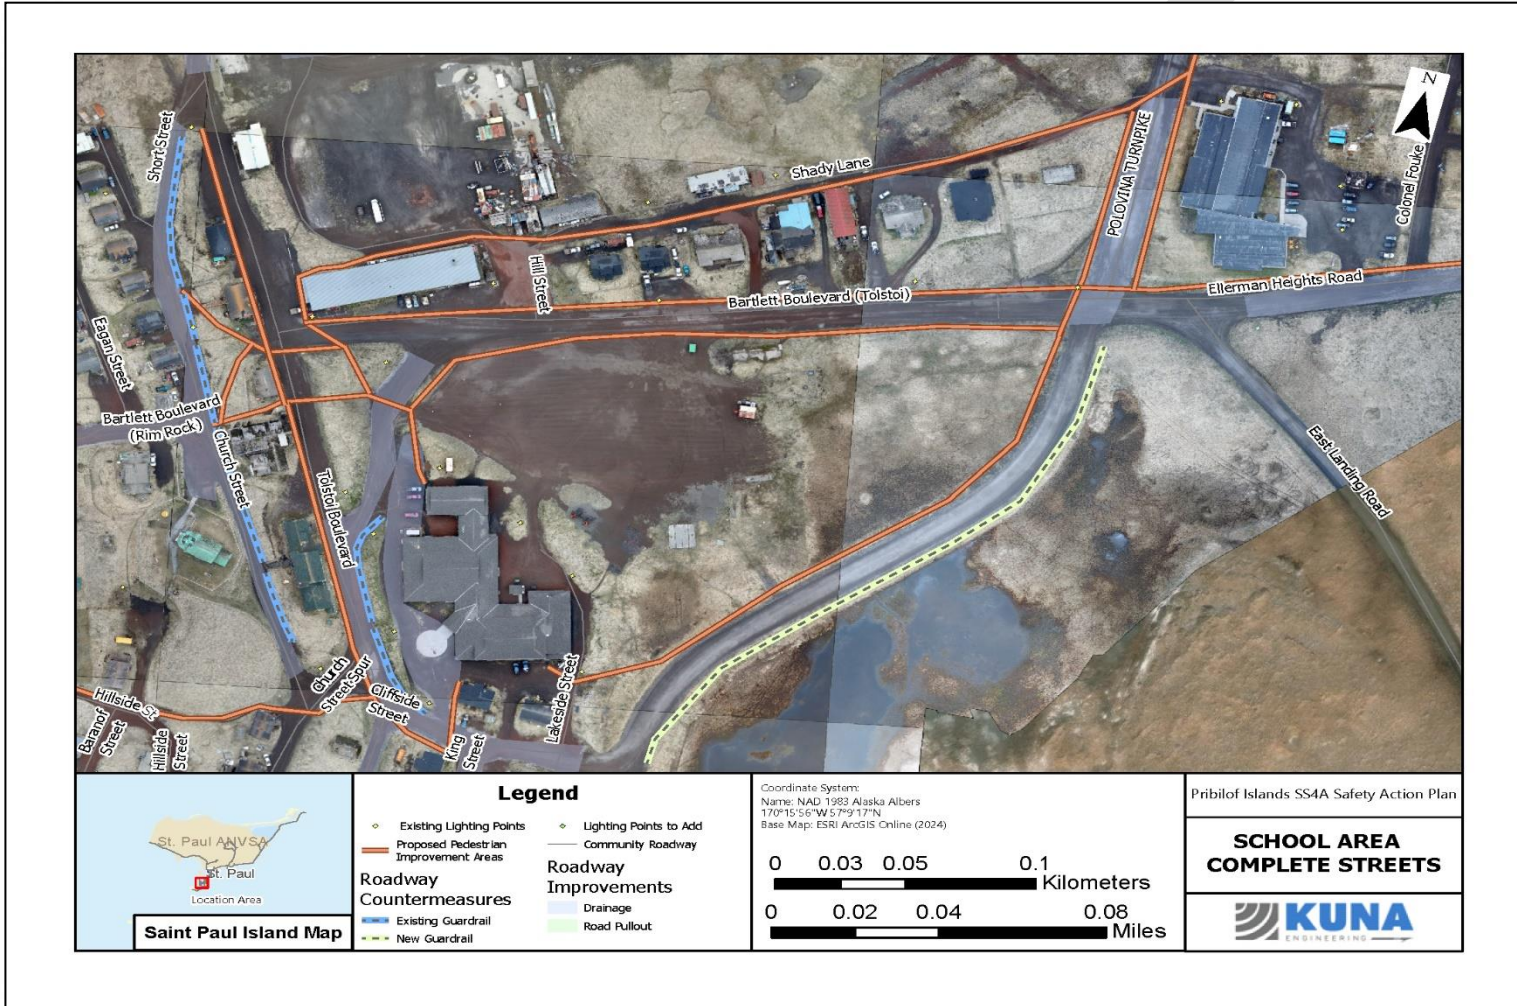 Short Street
Eagan Street
Bartlett Boulevard
(Rim Rock)
Church Street
Tolstoi Boulevard
Church
Street Spur
Cliffside
Street
Hillside St
Baranof
Street
Hillside
Street
King
Street
Lakeside Street
Hill Street
Shady Lane
Bartlett Boulevard (Tolstoi)
POLOVINA TURNPIKE
Ellerman Heights Road
Colonel Fouke
East Landing Road
N
St. Paul ANVSA
St. Paul
Location Area
Saint Paul Island Map
Legend
Existing Lighting Points
Proposed Pedestrian
Improvement Areas
Roadway
Countermeasures
Existing Guardrail
New Guardrail
Lighting Points to Add
Community Roadway
Roadway
Improvements
Drainage
Road Pullout
Coordinate System:
Name: NAD 1983 Alaska Albers
170°15'56"W 57°9'17"N
Base Map: ESRI ArcGIS Online (2024)
0 0.03 0.05 0.1
Kilometers
0 0.02 0.04 0.08
Miles
Pribilof Islands SS4A Safety Action Plan
SCHOOL AREA
COMPLETE STREETS
KUNA
ENGINEERING